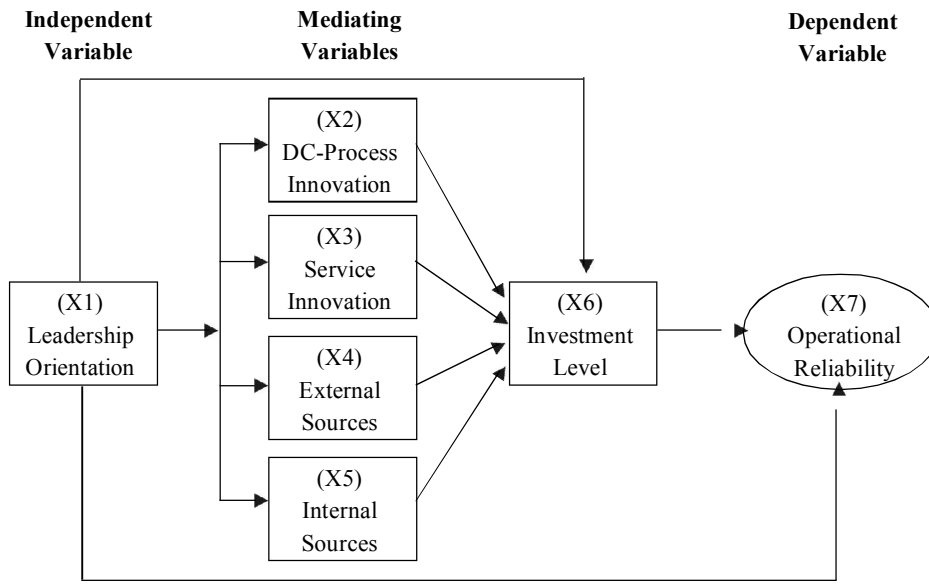 Independent
Variable
Mediating
Variables
Dependent
Variable
(X1)
Leadership
Orientation
(X2)
DC-Process
Innovation
(X3)
Service
Innovation
(X4)
External
Sources
(X5)
Internal
Sources
(X6)
Investment
Level
(X7)
Operational
Reliability